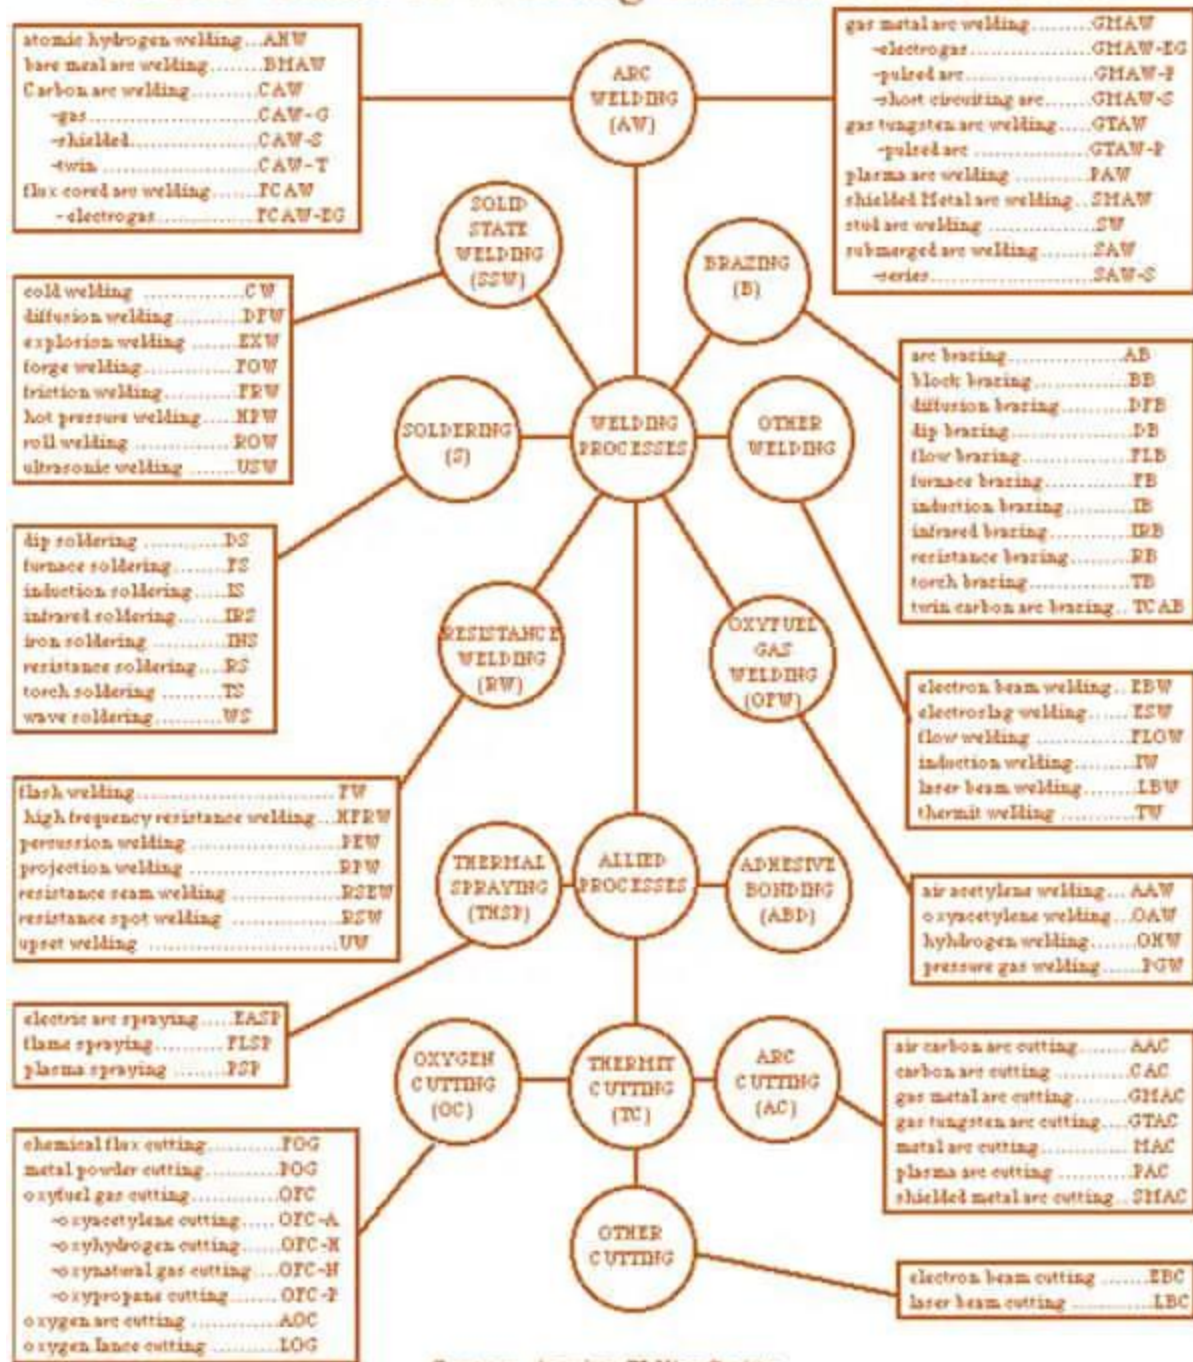 atomic hydrogen welding...AHW
bare meal arc welding........BMAW
Carbon arc welding..........CAW
-gas.........................CAW-G
-shielded...................CAW-S
-twin ......................CAW-T
flux cored arc welding.......FCAW
- electrogas...............FCAW-EG
ARC
WELDING
(AW)
gas metal arc welding.........GMAW
-electrogas...................GMAW-EG
-pulsed arc...................GMAW-P
-short circuiting arc.......GMAW-S
gas tungsten arc welding.....GTAW
-pulsed arc ................GTAW-P
plasma arc welding ..........PAW
shielded Metal arc welding..SMAW
stud arc welding ...............SW
submerged arc welding......SAW
-series.......................SAW-S
SOLID
STATE
WELDING
(SSW)
BRAZING
(B)
cold welding ..............CW
diffusion welding..........DFW
explosion welding .......EXW
forge welding..............FOW
friction welding............FRW
hot pressure welding...HPW
roll welding ..............ROW
ultrasonic welding ......USW
arc brazing................AB
block brazing..............BB
diffusion brazing..........DFB
dip brazing.................DB
flow brazing...............FLB
furnace brazing............FB
induction brazing..........IB
infrared brazing...........IRB
resistance brazing.........RB
torch brazing...............TB
twin carbon arc brazing..TCAB
SOLDERING
(S)
WELDING
PROCESSES
OTHER
WELDING
dip soldering ............DS
furnace soldering........FS
induction soldering.....IS
infrared soldering.......IRS
iron soldering ...........INS
resistance soldering....RS
torch soldering .........TS
wave soldering..........WS
RESISTANCE
WELDING
(RW)
OXYFUEL
GAS
WELDING
(OFW)
electron beam welding..EBW
electroslag welding......ESW
flow welding ..............FLOW
induction welding.........IW
laser beam welding.......LBW
thermit welding ...........TW
flash welding............................FW
high frequency resistance welding...HFRW
percussion welding .....................PEW
projection welding ......................RPW
resistance seam welding ...............RSEW
resistance spot welding ................RSW
upset welding ...........................UW
THERMAL
SPRAYING
(THSP)
ALLIED
PROCESSES
ADHESIVE
BONDING
(ABD)
air acetylene welding....AAW
oxyacetylene welding...OAW
hyhdrogen welding.......OHW
pressure gas welding.....PGW
electric arc spraying.....EASP
flame spraying..........FLSP
plasma spraying ........PSP
OXYGEN
CUTTING
(OC)
THERMIT
CUTTING
(TC)
ARC
CUTTING
(AC)
air carbon arc cutting.......AAC
carbon arc cutting ...........CAC
gas metal arc cutting.........GMAC
gas tungsten arc cutting....GTAC
metal arc cutting.............MAC
plasma arc cutting ...........PAC
shielded metal arc cutting..SMAC
chemical flux cutting..........FOG
metal powder cutting..........POG
oxyfuel gas cutting............OFC
-oxyacetylene cutting.....OFC-A
-oxyhydrogen cutting.....OFC-H
-oxynatural gas cutting...OFC-N
-oxypropane cutting........OFC-P
oxygen arc cutting............AOC
oxygen lance cutting..........LOG
OTHER
CUTTING
electron beam cutting .......EBC
laser beam cutting ............LBC